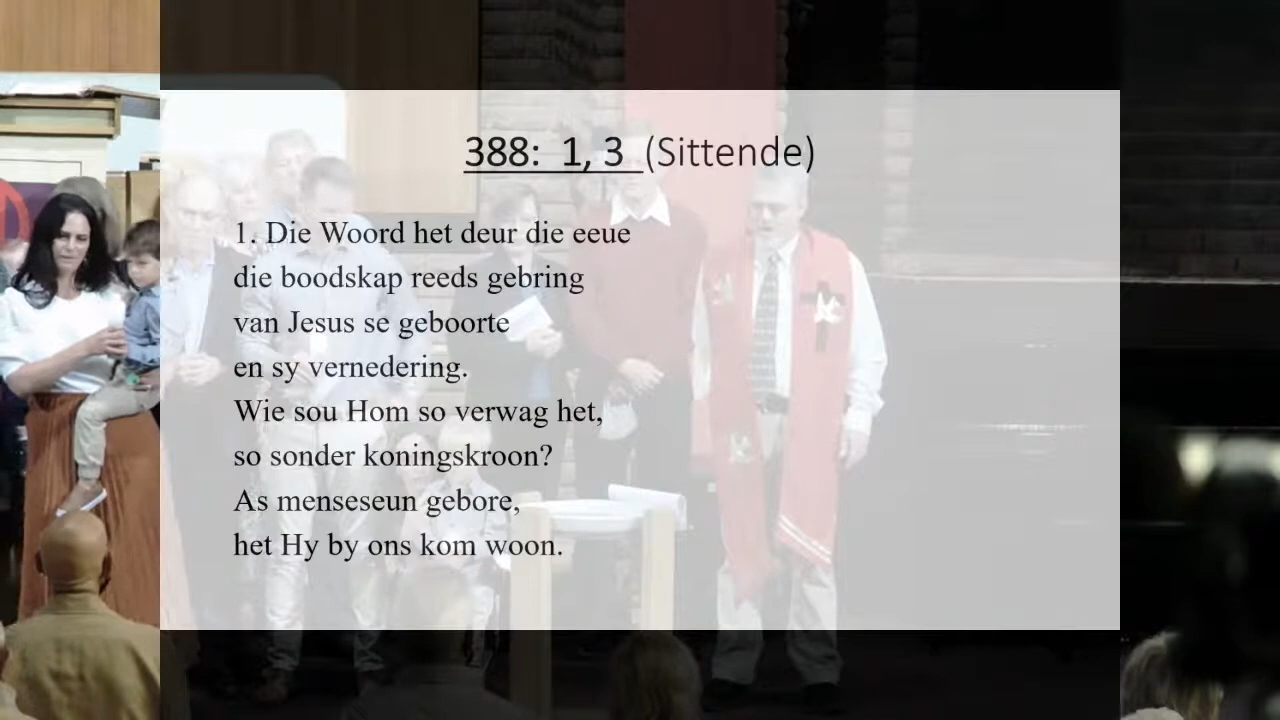 388:  1, 3  (Sittende)
1. Die Woord het deur die eeue
die boodskap reeds gebring
van Jesus se geboorte
en sy vernedering.
Wie sou Hom so verwag het,
so sonder koningskroon?
As menseseun gebore,
het Hy by ons kom woon.